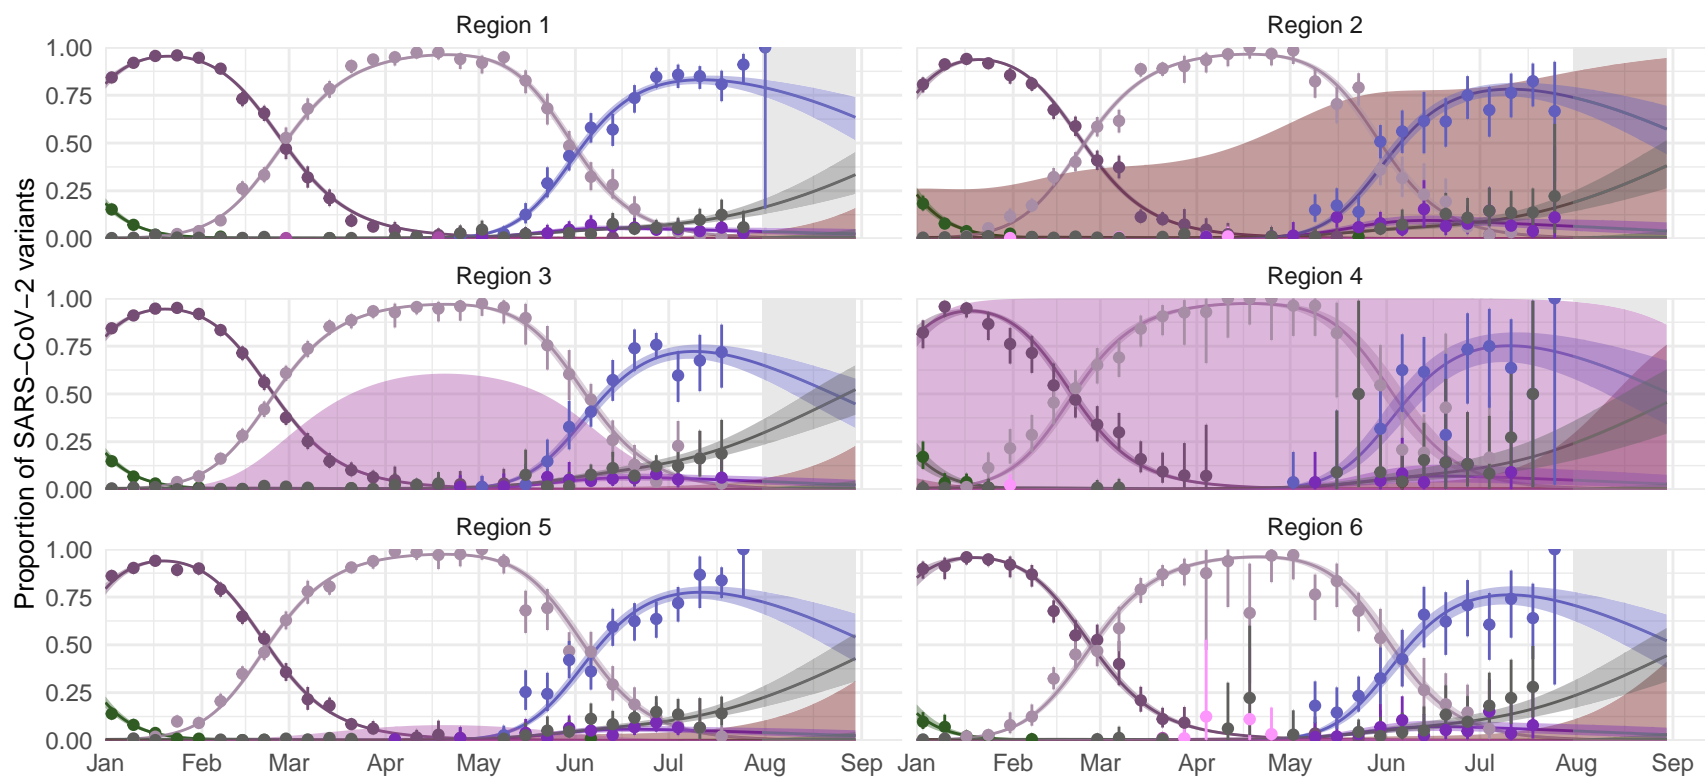 Region 1
Region 2
1.00
0.75
0.50
0.25
0.00
Region 3
Region 4
1.00
0.75
0.50
0.25
0.00
Region 5
Region 6
1.00
0.75
0.50
0.25
0.00
Jan Feb Mar Apr May Jun Jul Aug Sep
Jan Feb Mar Apr May Jun Jul Aug Sep
Proportion of SARS−CoV−2 variants